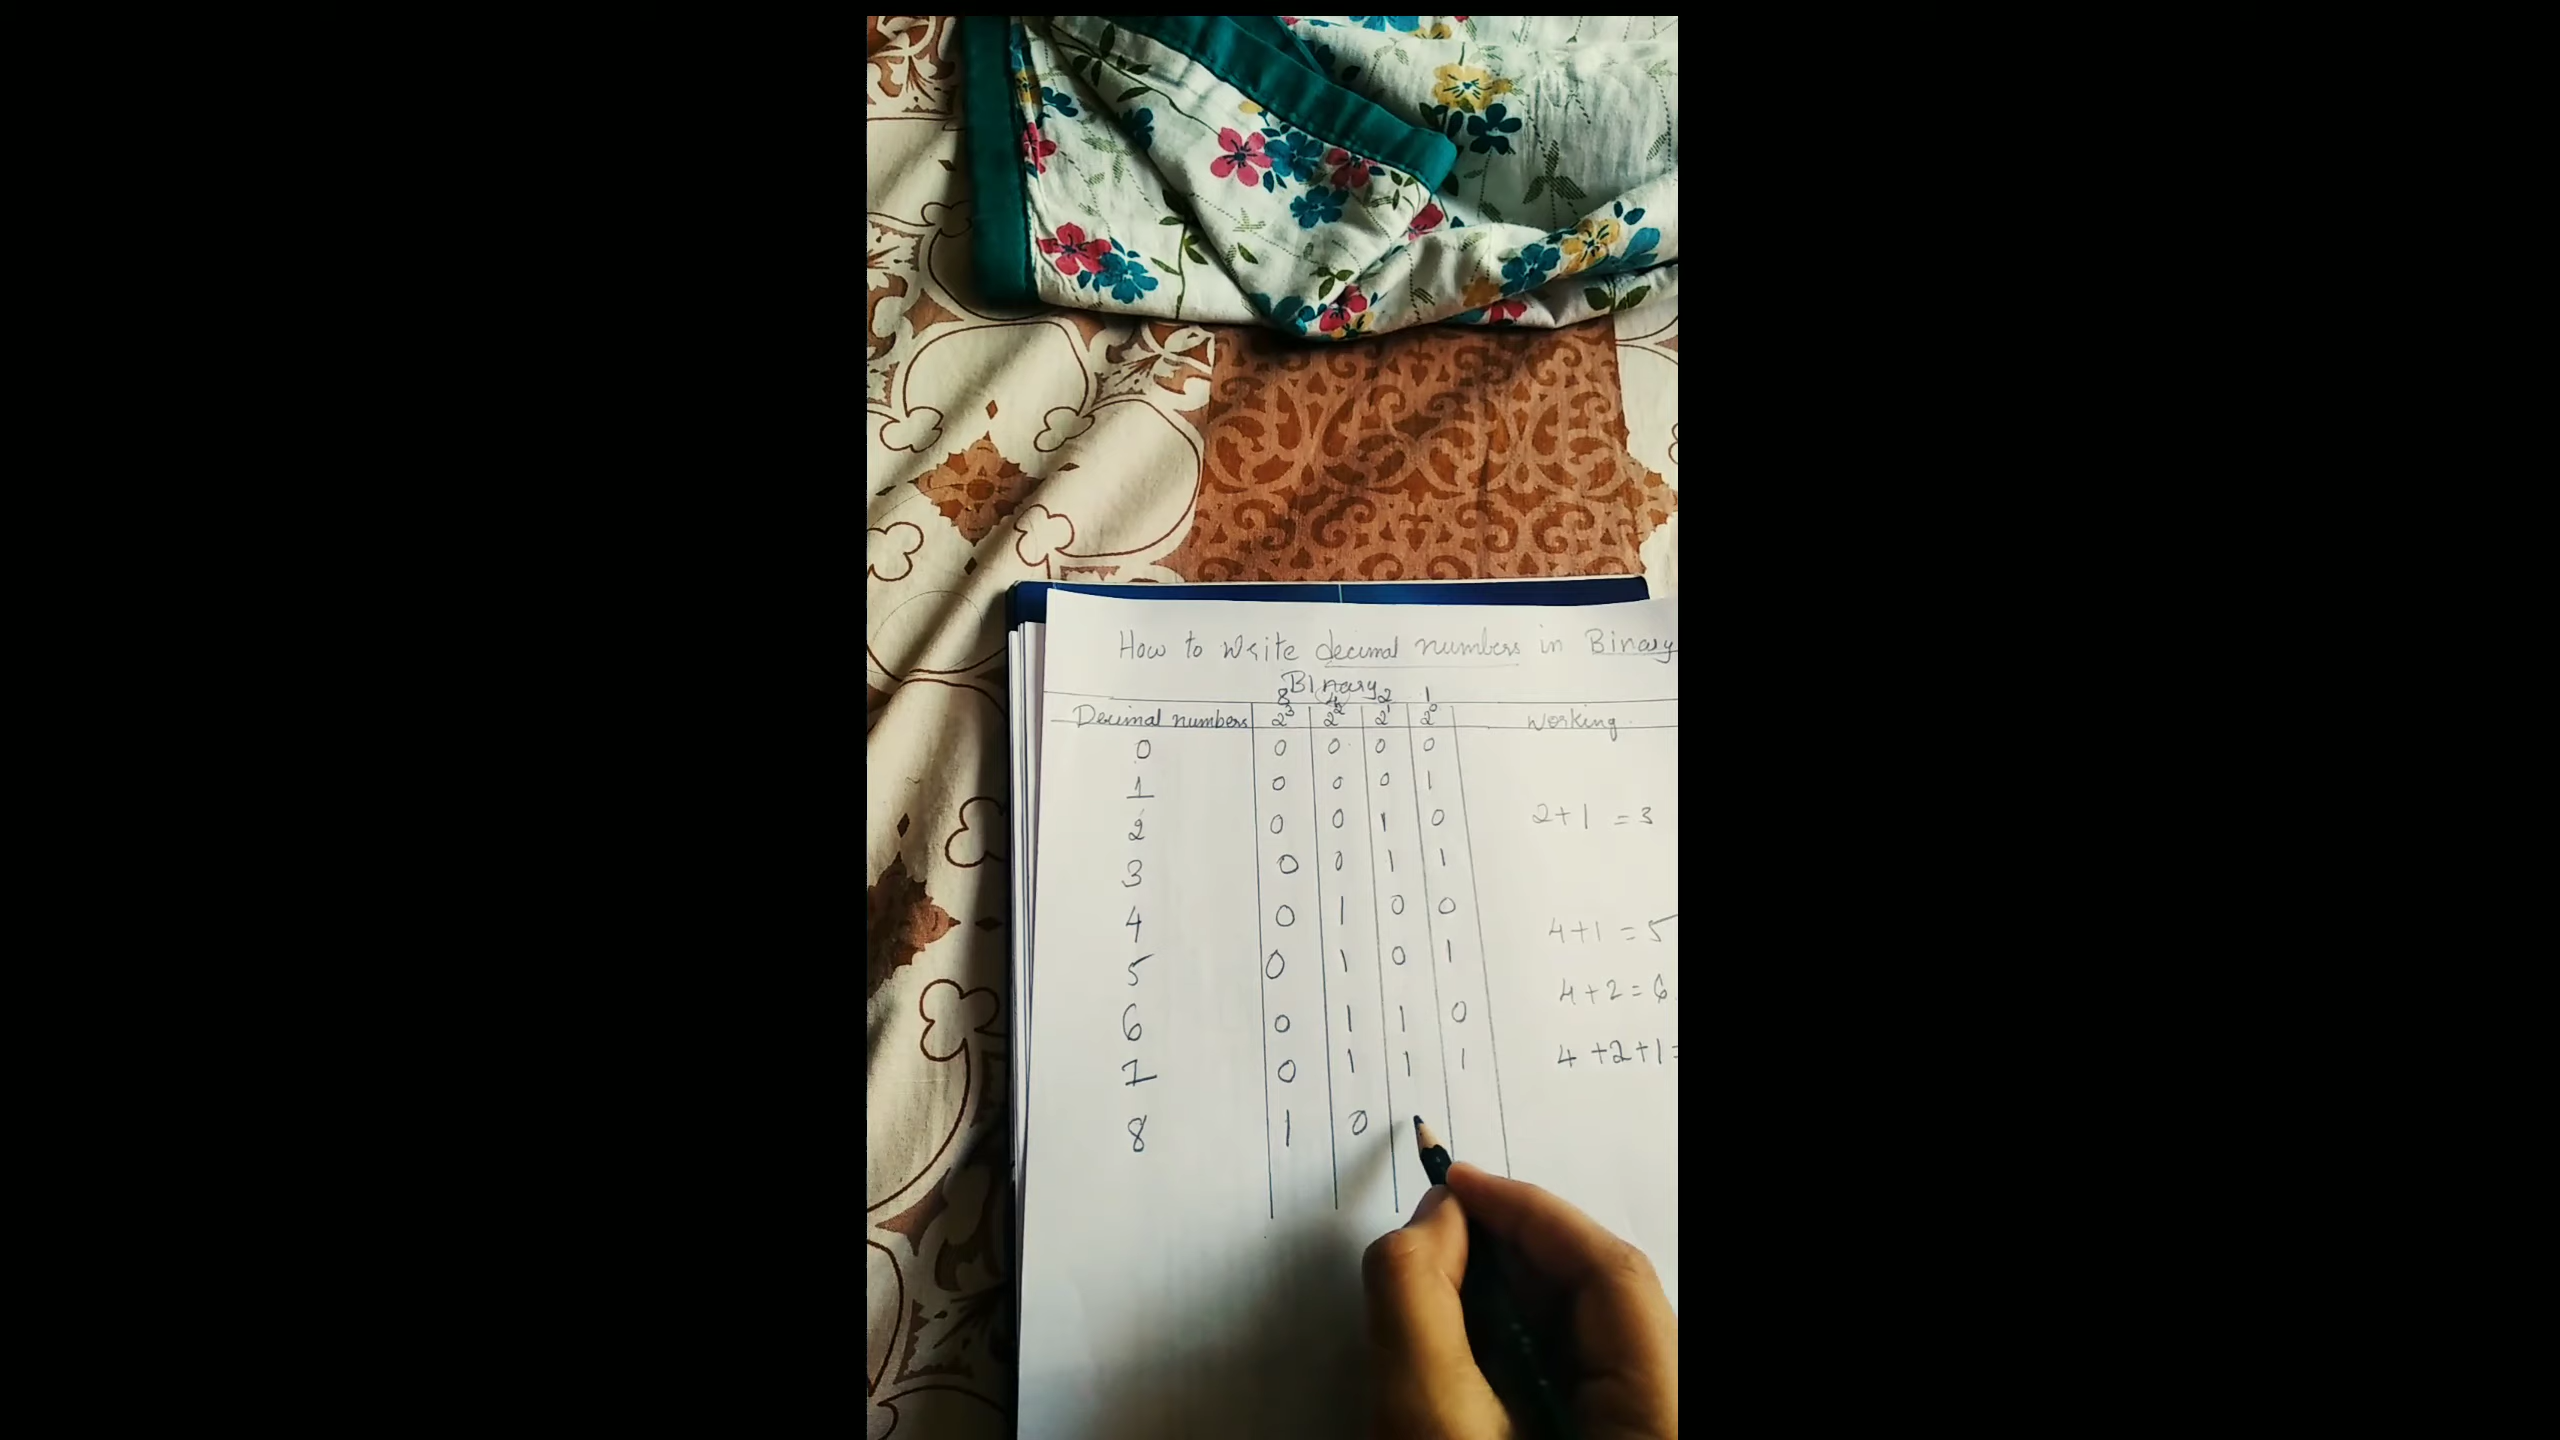 How to write decimal numbers in Binary
Binary
8 4 2 1
Decimal numbers 2³ 2² 2¹ 2⁰ Working.
0 0 0 0 0
1 0 0 0 1
2 0 0 1 0 2+1 = 3
3 0 0 1 1
4 0 1 0 0 4+1 = 5
5 0 1 0 1
6 0 1 1 0 4+2=6
7 0 1 1 1 4+2+1=
8 1 0